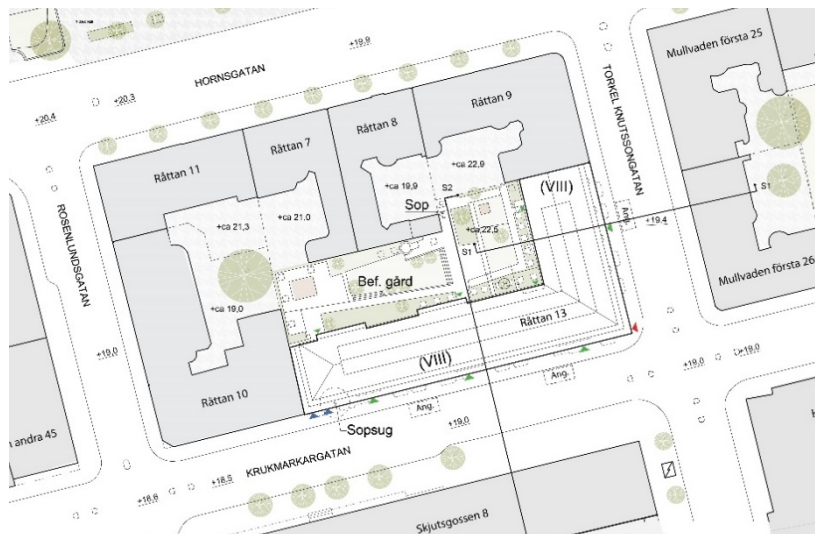 +19,9
HORNSGATAN
+20,3
+20,4
Mullvaden första 25
TORKEL KNUTSSONGATAN
Råttan 9
Råttan 8
Råttan 7
Råttan 11
+ca 22,9
+ca 19,9
S2
(VIII)
Ang.
S1
Sop
+19,4
+ca 21,0
+ca 21,3
+ca 22,5
S1
ROSENLUNDSGATAN
Bef. gård
Mullvaden första 26
+ca 19,0
Råttan 13
+19,0
(VIII)
+19,0
+19,0
Råttan 10
Ang.
Ang.
Sopsug
+19,0
n andra 45
KRUKMAKARGATAN
+18,5
+18,6
Skjutsgossen 8